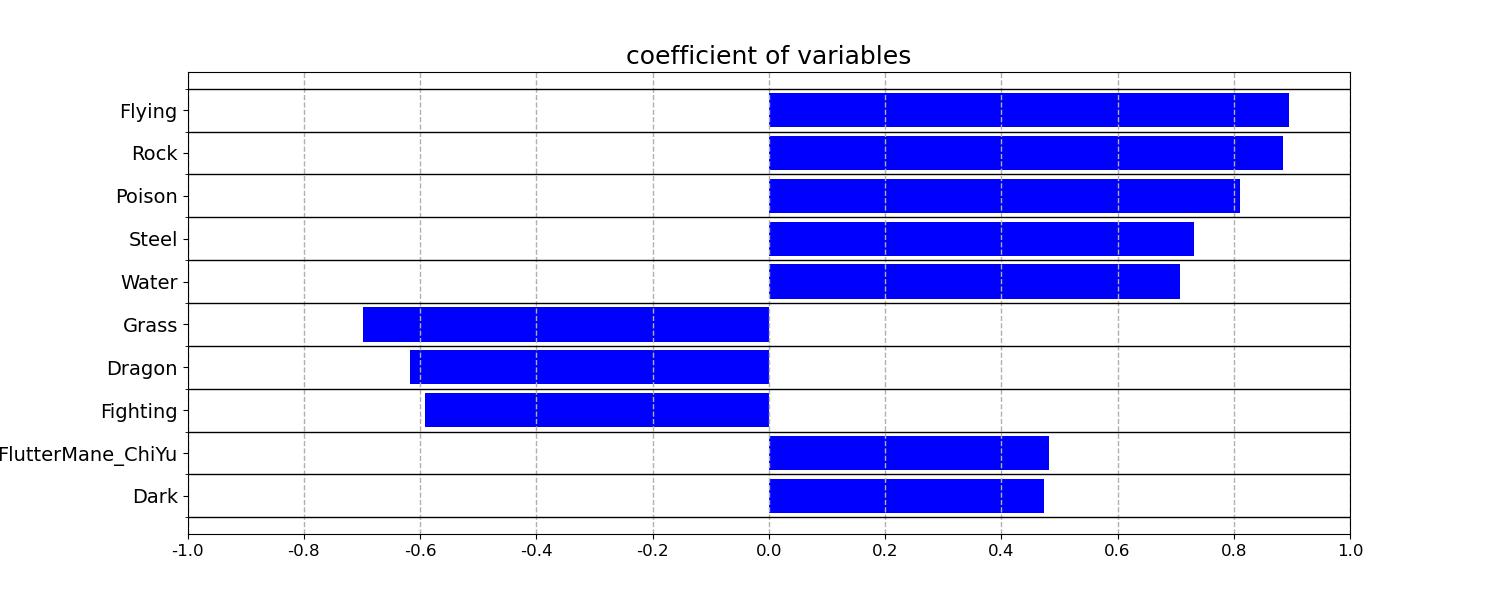 coefficient of variables
Flying
Rock
Poison
Steel
Water
Grass
Dragon
Fighting
FlutterMane_ChiYu
Dark
-1.0 -0.8 -0.6 -0.4 -0.2 0.0 0.2 0.4 0.6 0.8 1.0